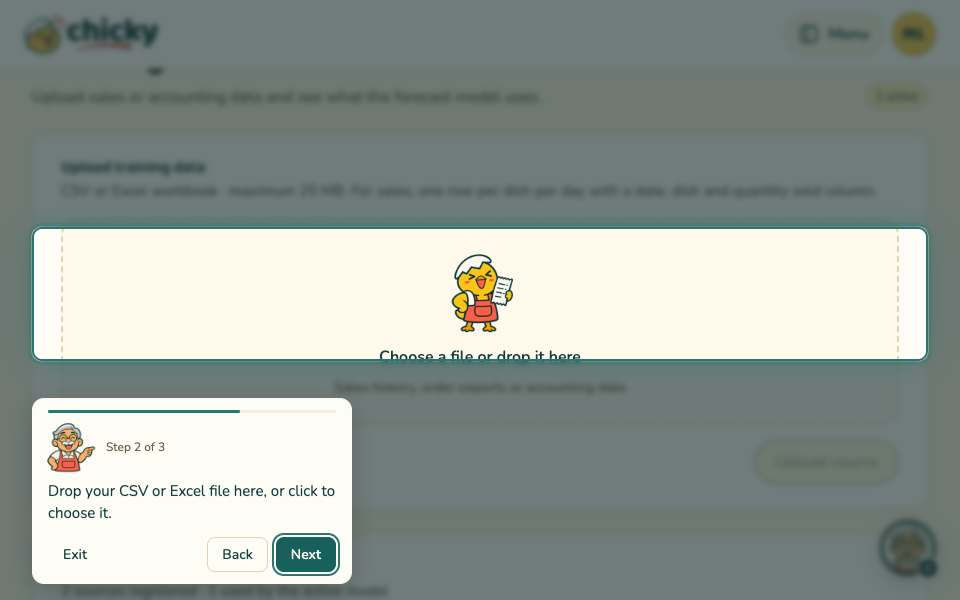 chicky
Menu
Upload sales or accounting data and see what the forecast model uses.
Upload training data
CSV or Excel workbook · maximum 25 MB. For sales, one row per dish per day with a date, dish and quantity sold column.
Choose a file or drop it here
Sales history, order exports or accounting data
Step 2 of 3
Drop your CSV or Excel file here, or click to
choose it.
Upload source
Exit
Back
Next
2 sources registered · 1 used by the active model